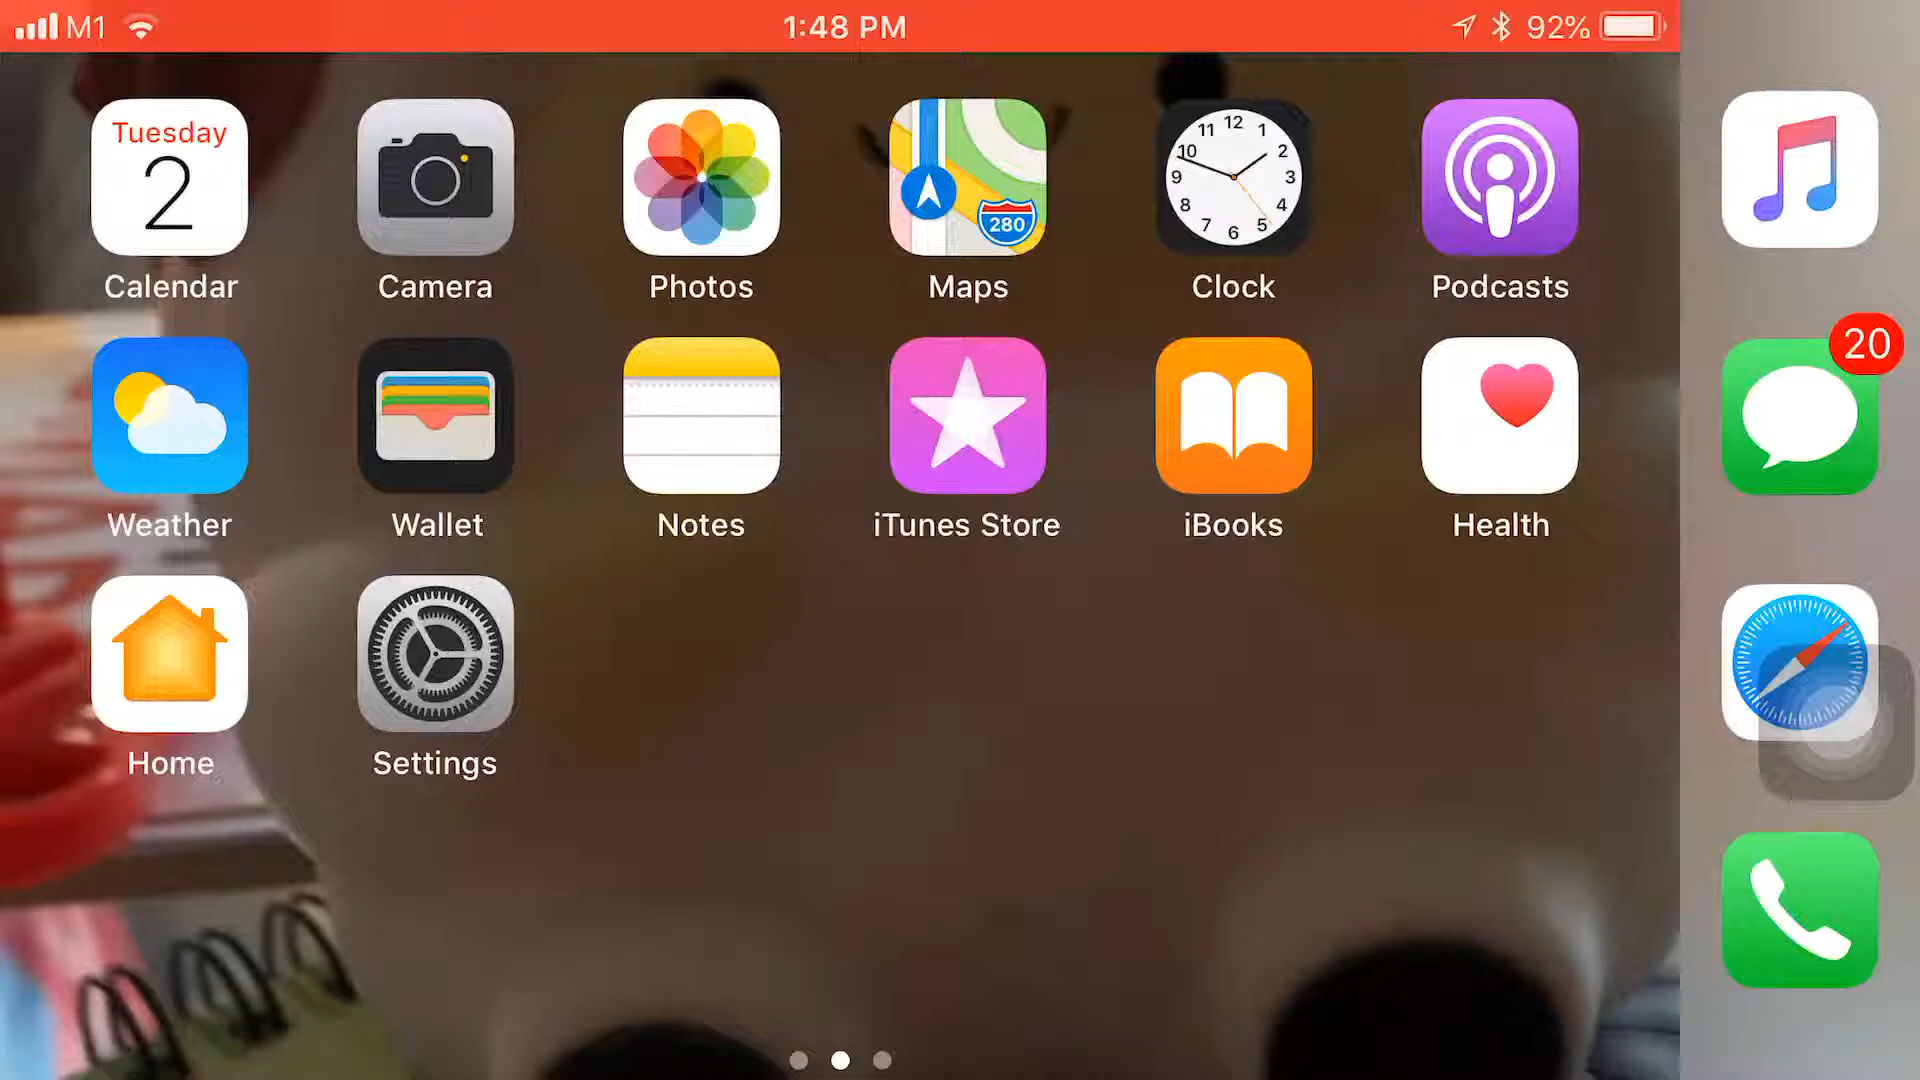 M1 1:48 PM 92%
Tuesday
2
280
12 1 2 3 4 5 6 7 8 9 10 11
Calendar Camera Photos Maps Clock Podcasts
20
Weather Wallet Notes iTunes Store iBooks Health
Home Settings